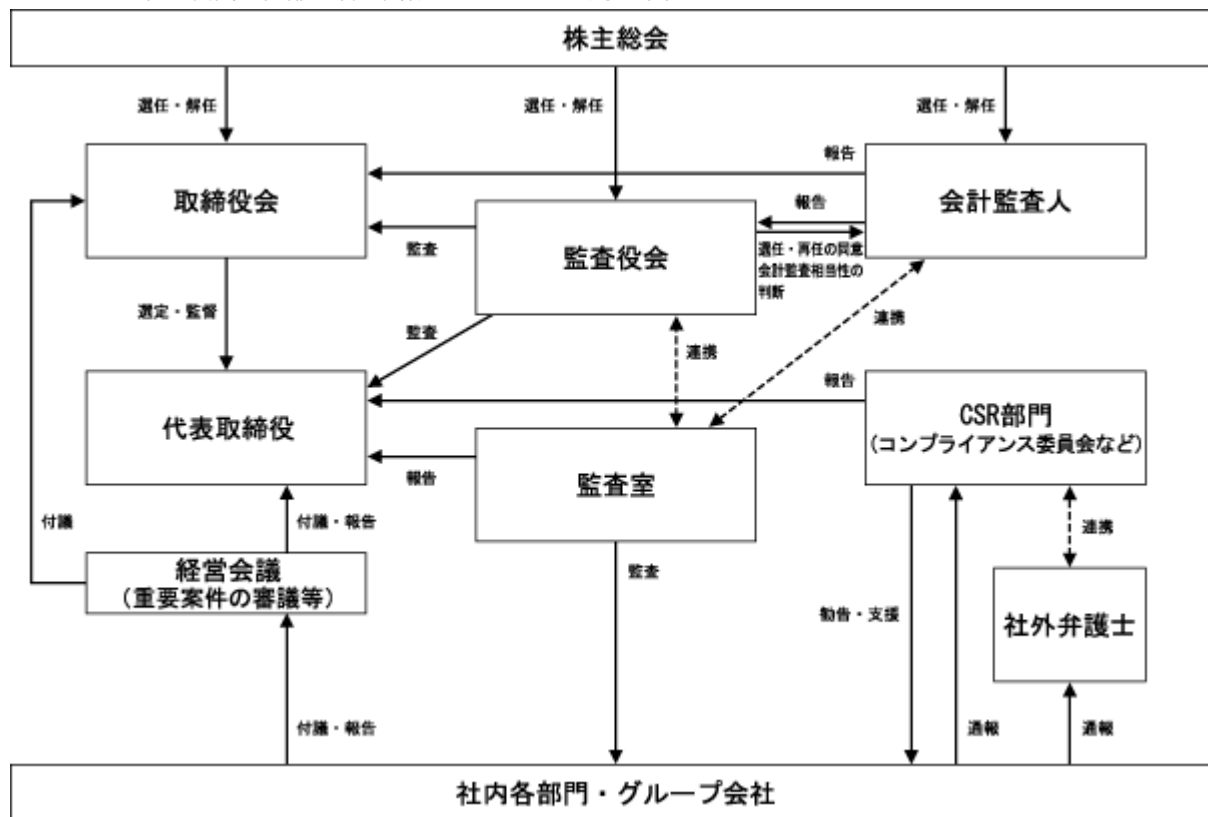 株主総会
選任・解任
選任・解任
選任・解任
取締役会
報告
会計監査人
監査役会
監査
報告
選任・再任の同意
会計監査相当性の
判断
選定・監督
監査
連携
連携
代表取締役
報告
CSR部門
(コンプライアンス委員会など)
監査室
報告
付議
付議・報告
連携
経営会議
(重要案件の審議等)
監査
勧告・支援
社外弁護士
付議・報告
通報
通報
社内各部門・グループ会社